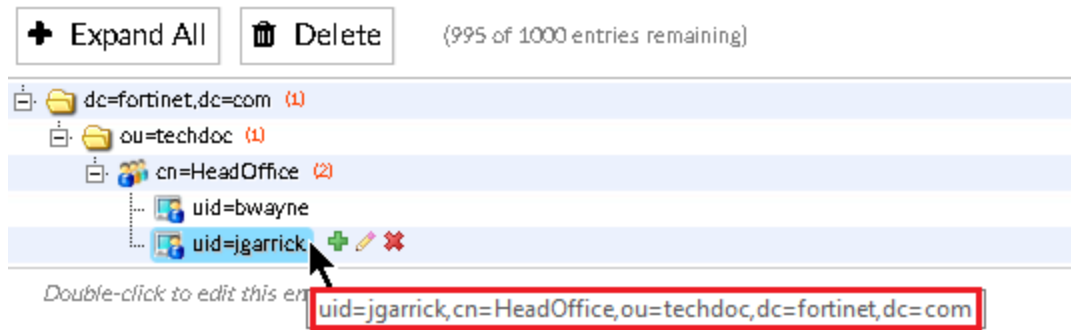 Expand All Delete (995 of 1000 entries remaining)
dc=fortinet,dc=com (1)
ou=techdoc (1)
cn=HeadOffice (2)
uid=bwayne
uid=jgarrick
Double-click to edit this
uid=jgarrick,cn=HeadOffice,ou=techdoc,dc=fortinet,dc=com